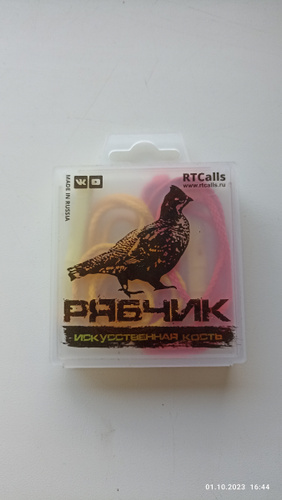 RTCalls
www.rtcalls.ru
MADE IN RUSSIA
РЯБЧИК
ИСКУССТВЕННАЯ КОСТЬ
01.10.2023 16:44